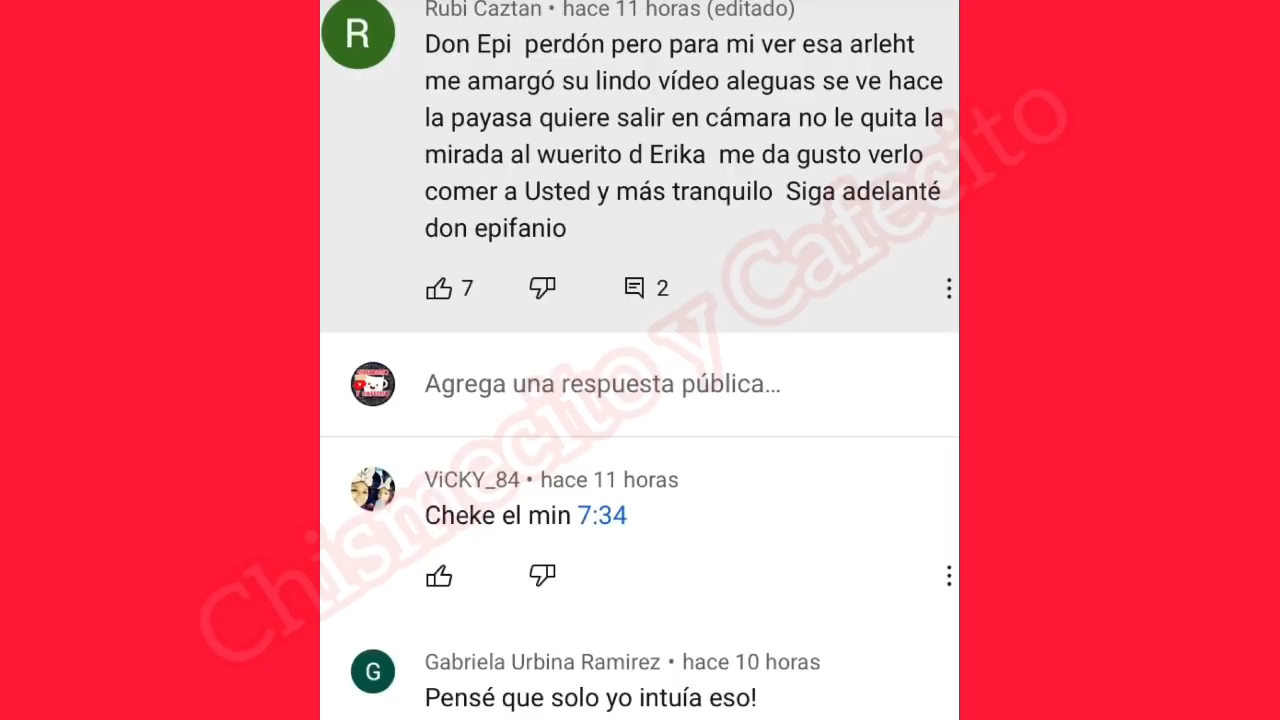 Rubi Caztan • hace 11 horas (editado)
R
Don Epi perdón pero para mi ver esa arleht
me amargó su lindo vídeo aleguas se ve hace
la payasa quiere salir en cámara no le quita la
mirada al wuerito d Erika me da gusto verlo
comer a Usted y más tranquilo Siga adelanté
don epifanio
7
2
Agrega una respuesta pública...
ViCKY_84 • hace 11 horas
Cheke el min 7:34
Gabriela Urbina Ramirez • hace 10 horas
G
Pensé que solo yo intuía eso!
Chismecito y Cafecito